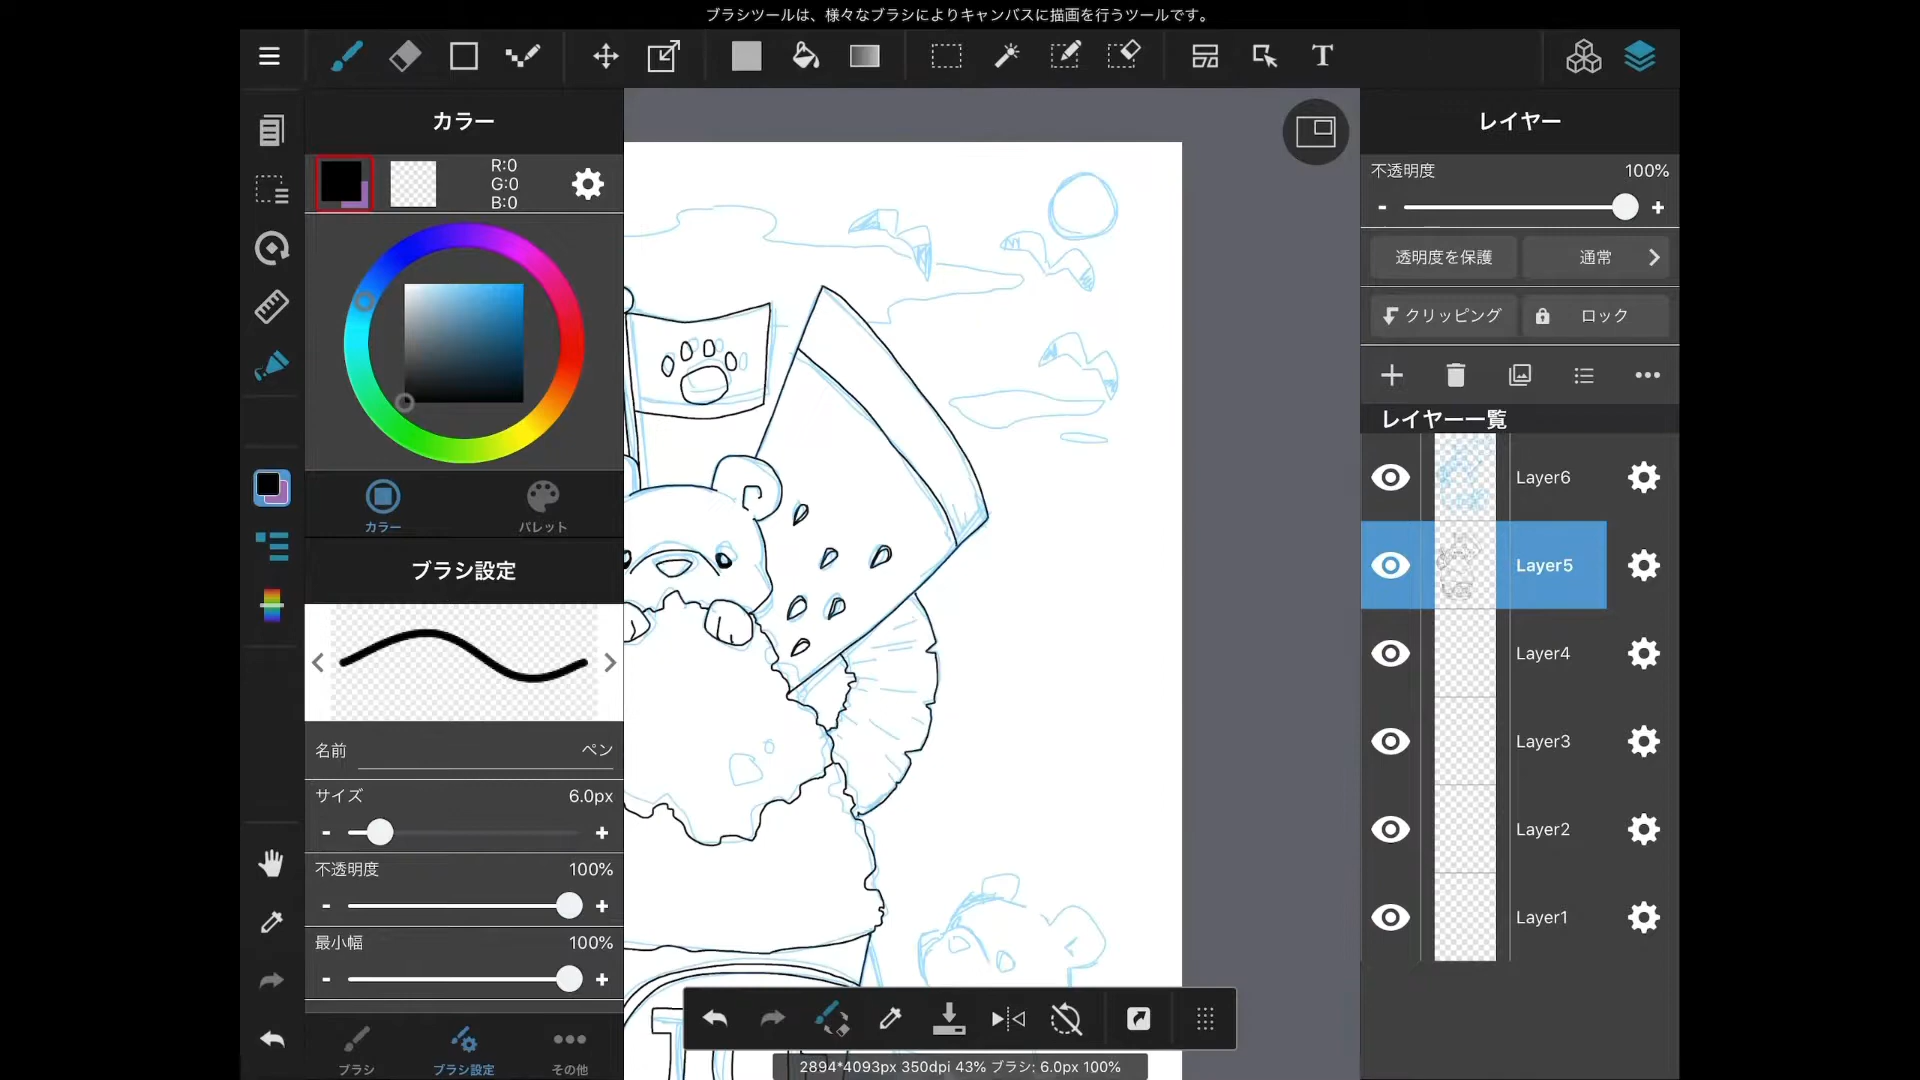 ブラシツールは、様々なブラシによりキャンバスに描画を行うツールです。
T
カラー
R:0
G:0
B:0
カラー
パレット
ブラシ設定
名前
ペン
サイズ
6.0px
-
+
不透明度
100%
-
+
最小幅
100%
-
+
ブラシ
ブラシ設定
その他
2894*4093px 350dpi 43% ブラシ: 6.0px 100%
レイヤー
不透明度
100%
-
+
透明度を保護
通常
クリッピング
ロック
レイヤー一覧
Layer6
Layer5
Layer4
Layer3
Layer2
Layer1